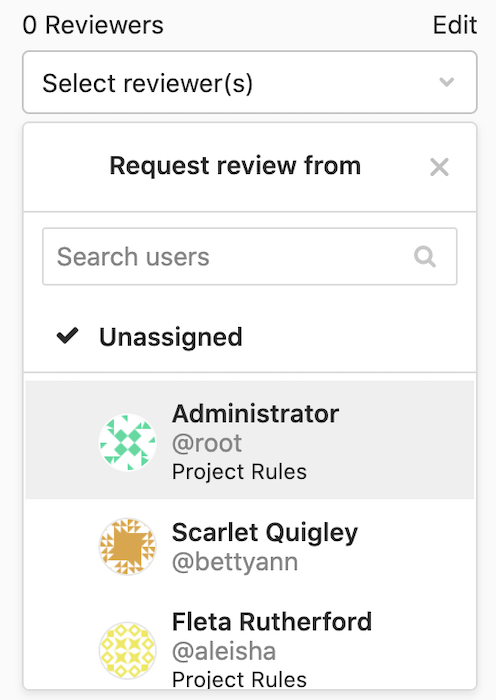 0 Reviewers Edit
Select reviewer(s)
Request review from
Search users
Unassigned
Administrator
@root
Project Rules
Scarlet Quigley
@bettyann
Fleta Rutherford
@aleisha
Project Rules